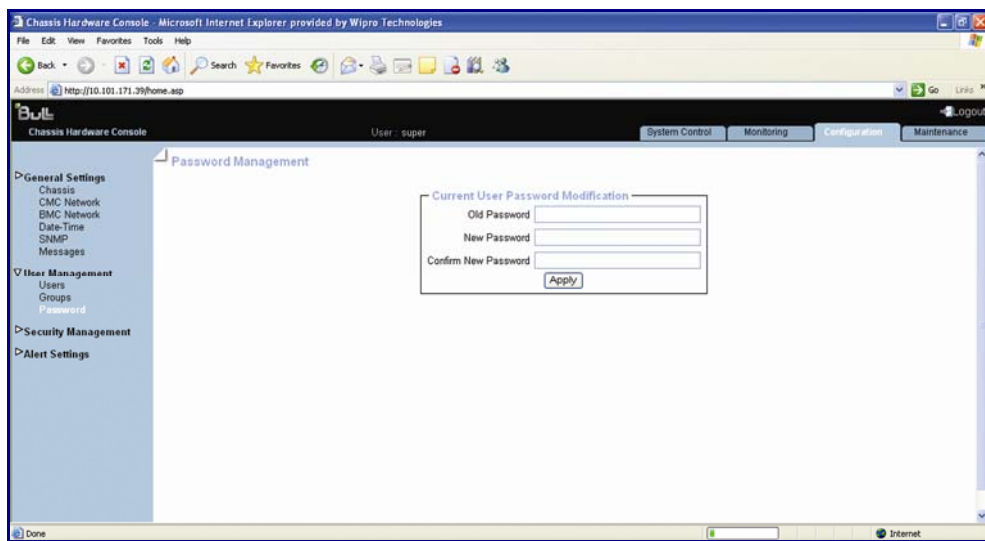 Chassis Hardware Console - Microsoft Internet Explorer provided by Wipro Technologies
File Edit View Favorites Tools Help
Back Search Favorites
Address http://10.101.171.39/home.asp Go Links »
Bull Logout
Chassis Hardware Console User : super System Control Monitoring Configuration Maintenance
Password Management
General Settings
Chassis
CMC Network
BMC Network
Date-Time
SNMP
Messages
User Management
Users
Groups
Password
Security Management
Alert Settings
Current User Password Modification
Old Password
New Password
Confirm New Password
Apply
Done Internet